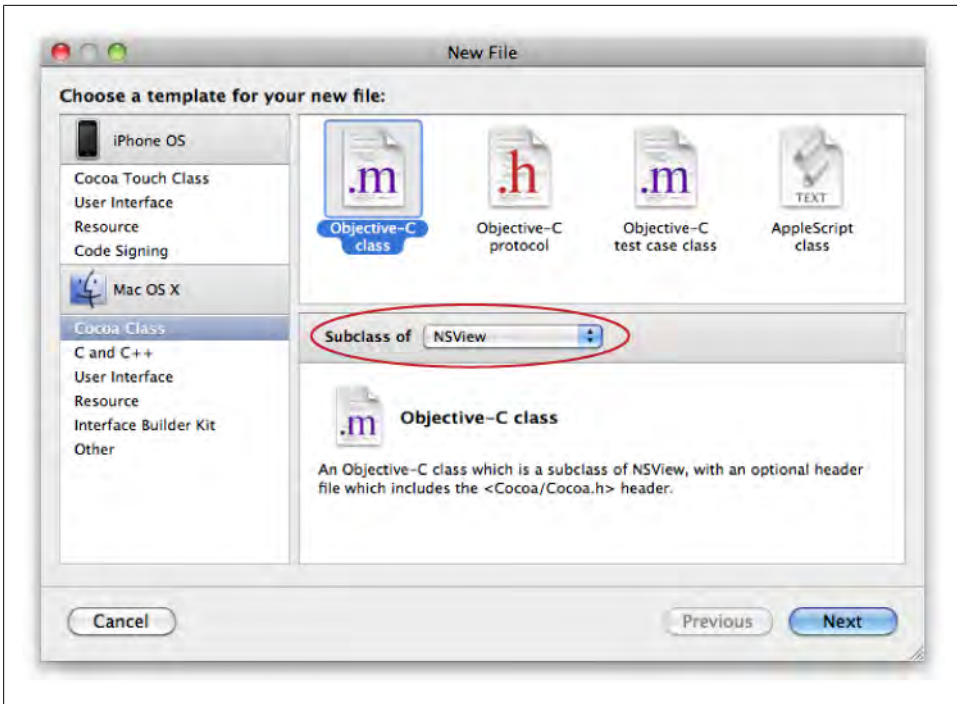 New File
Choose a template for your new file:
iPhone OS
Cocoa Touch Class
User Interface
Resource
Code Signing
Mac OS X
Cocoa Class
C and C++
User Interface
Resource
Interface Builder Kit
Other
.m
Objective-C
class
.h
Objective-C
protocol
.m
Objective-C
test case class
TEXT
AppleScript
class
Subclass of NSView
.m
Objective-C class
An Objective-C class which is a subclass of NSView, with an optional header
file which includes the <Cocoa/Cocoa.h> header.
Cancel
Previous
Next